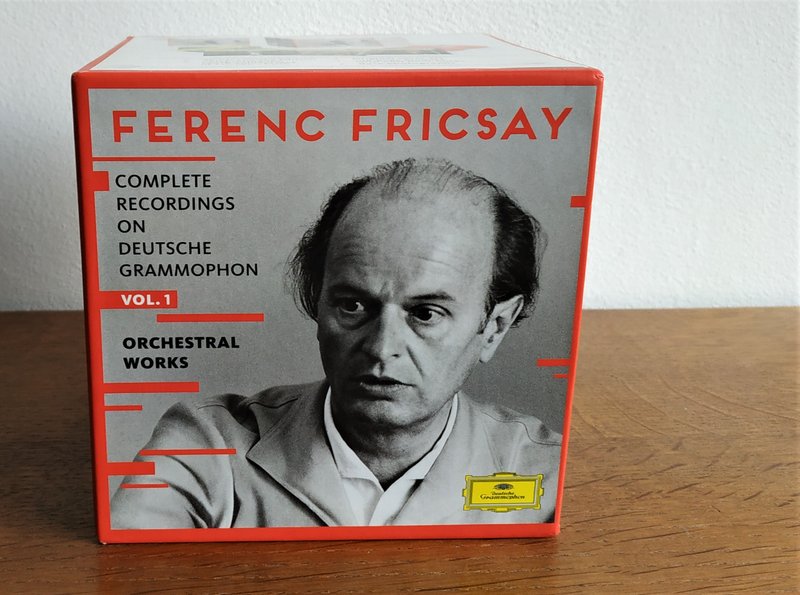 FERENC FRICSAY
COMPLETE
RECORDINGS
ON
DEUTSCHE
GRAMMOPHON
VOL. 1
ORCHESTRAL
WORKS
Deutsche
Grammophon